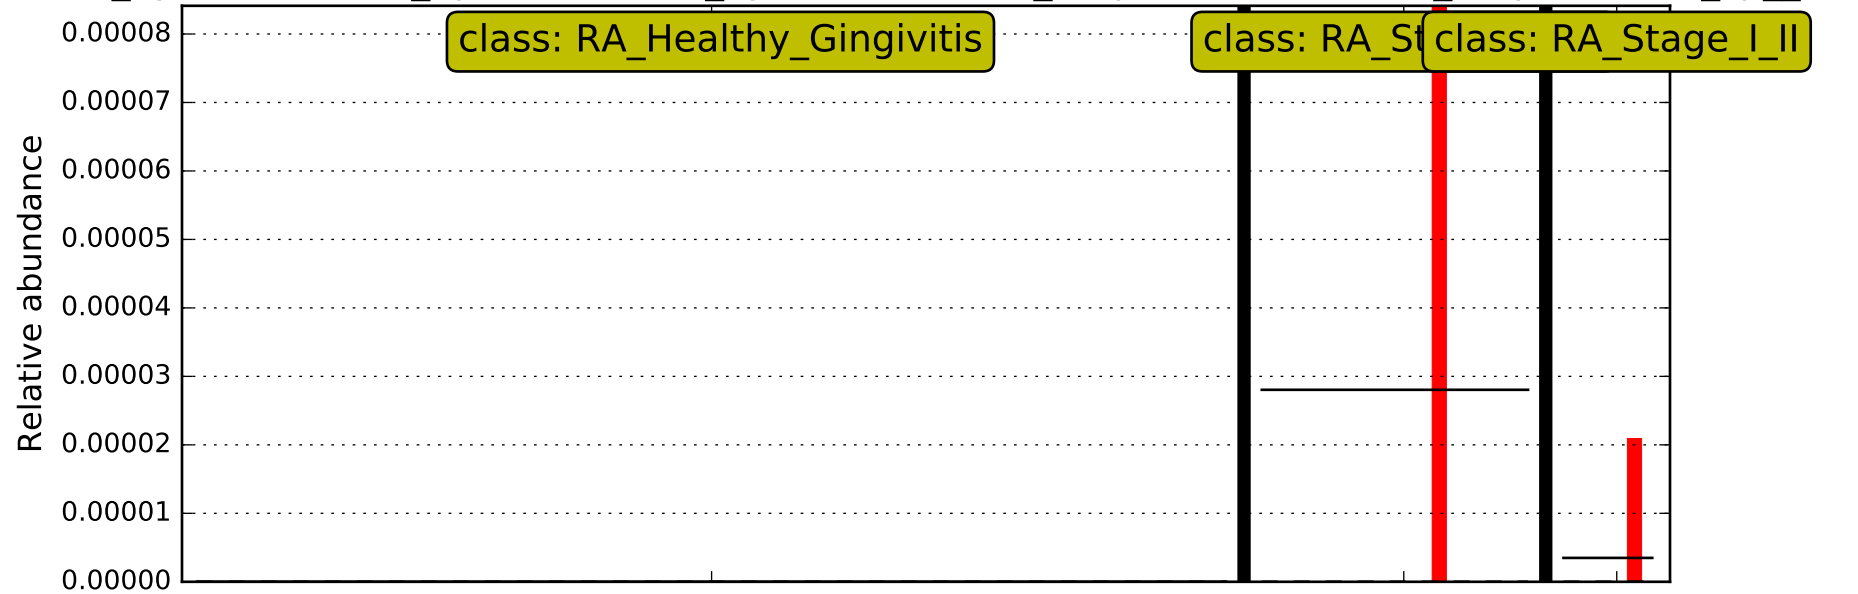 0.00008
class: RA_Healthy_Gingivitis
class: RA_St
class: RA_Stage_I_II
0.00007
0.00006
0.00005
0.00004
0.00003
0.00002
0.00001
0.00000
Relative abundance